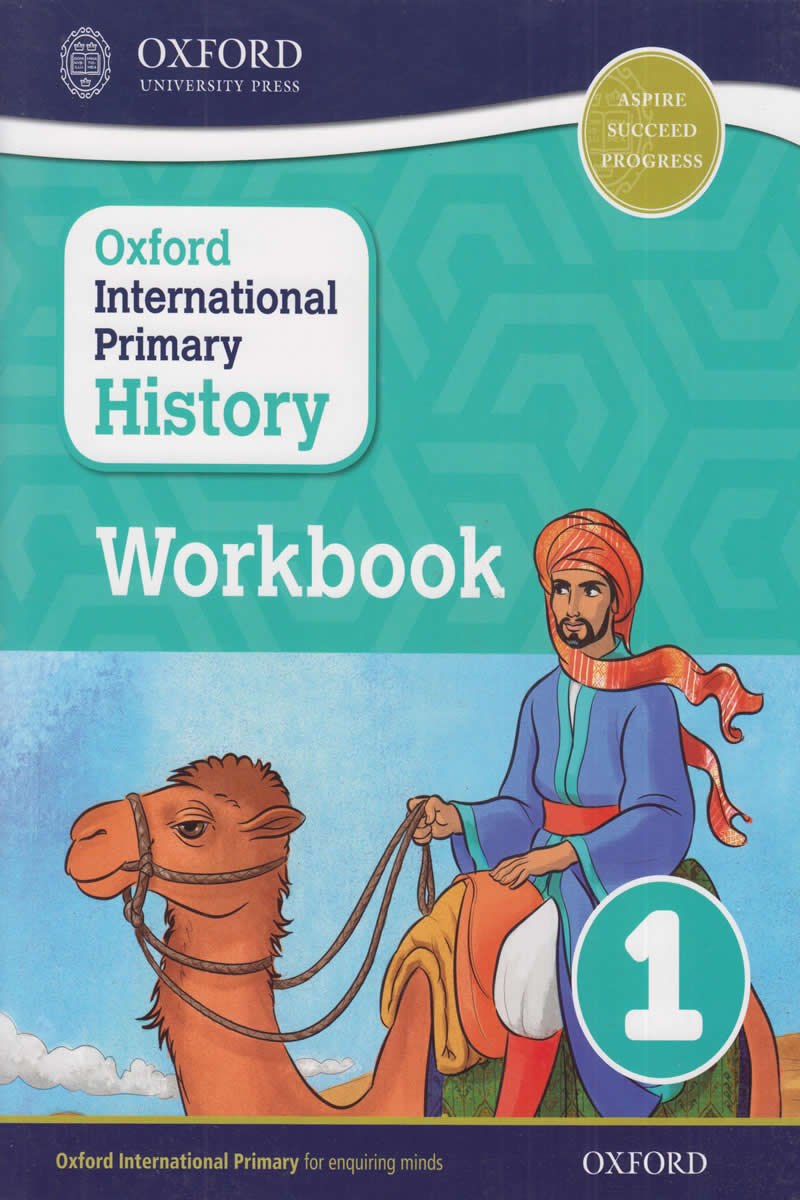 OXFORD
UNIVERSITY PRESS
ASPIRE
SUCCEED
PROGRESS
Oxford
International
Primary
History
Workbook
1
Oxford International Primary for enquiring minds
OXFORD